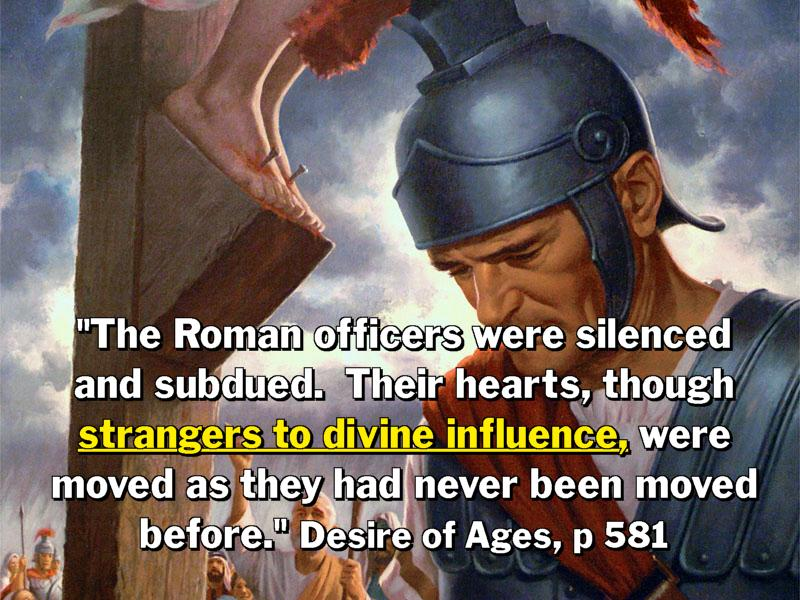 "The Roman officers were silenced
and subdued.  Their hearts, though
strangers to divine influence, were
moved as they had never been moved
before." Desire of Ages, p 581